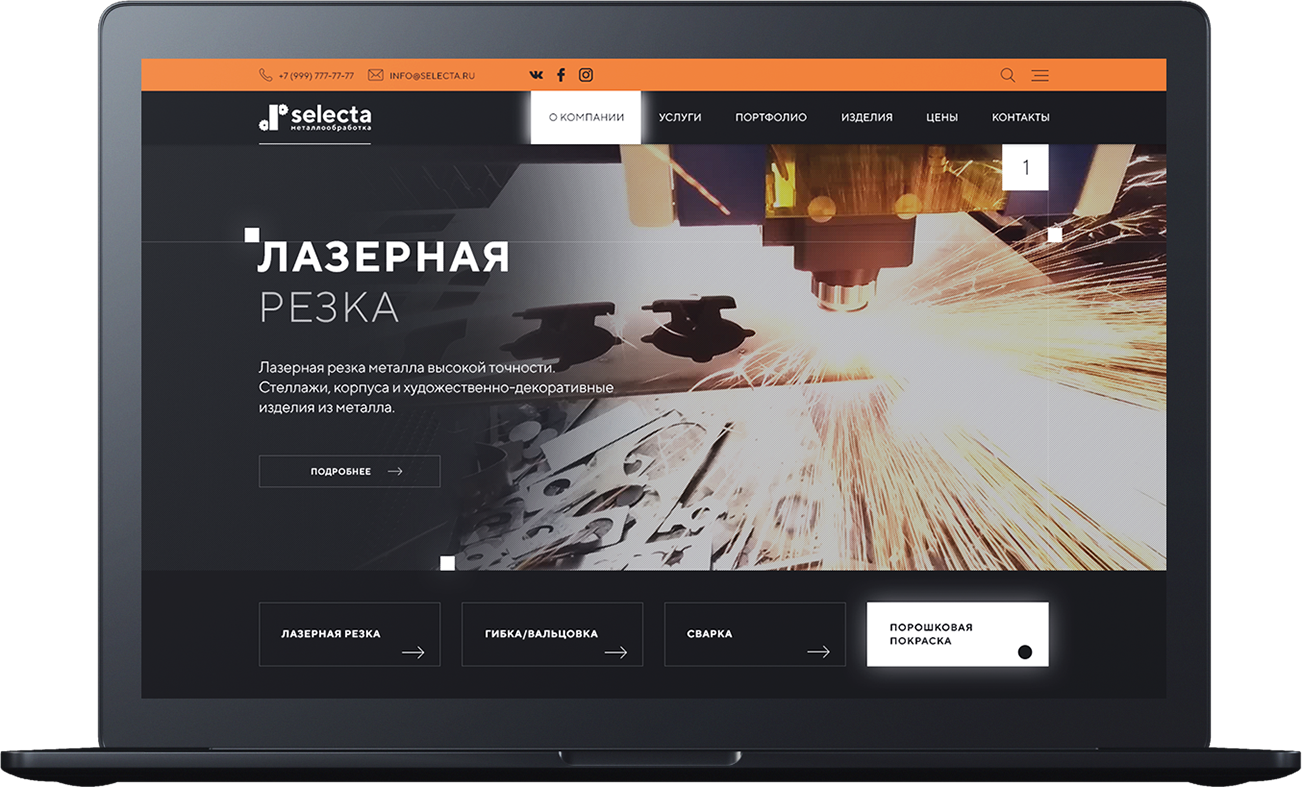 +7 (999) 777-77-77 INFO@SELECTA.RU
selecta
металлообработка
О КОМПАНИИ УСЛУГИ ПОРТФОЛИО ИЗДЕЛИЯ ЦЕНЫ КОНТАКТЫ
1
ЛАЗЕРНАЯ
РЕЗКА
Лазерная резка металла высокой точности.
Стеллажи, корпуса и художественно-декоративные
изделия из металла.
ПОДРОБНЕЕ
ЛАЗЕРНАЯ РЕЗКА
ГИБКА/ВАЛЬЦОВКА
СВАРКА
ПОРОШКОВАЯ
ПОКРАСКА